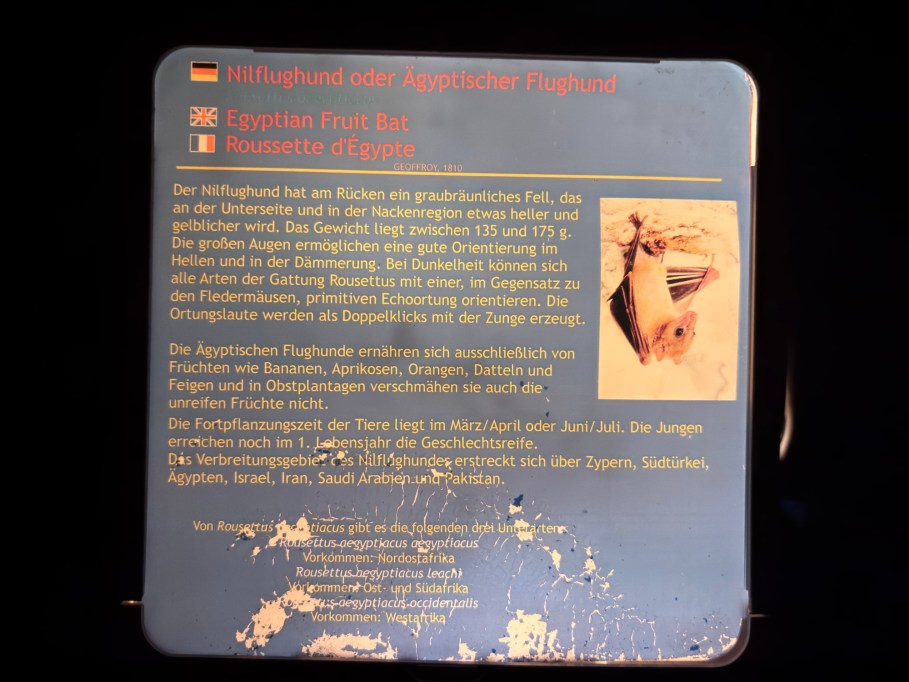 Nilflughund oder Ägyptischer Flughund
Egyptian Fruit Bat
Roussette d'Égypte
GEOFFROY, 1810
Der Nilflughund hat am Rücken ein graubräunliches Fell, das
an der Unterseite und in der Nackenregion etwas heller und
gelblicher wird. Das Gewicht liegt zwischen 135 und 175 g.
Die großen Augen ermöglichen eine gute Orientierung im
Hellen und in der Dämmerung. Bei Dunkelheit können sich
alle Arten der Gattung Rousettus mit einer, im Gegensatz zu
den Fledermäusen, primitiven Echoortung orientieren. Die
Ortungslaute werden als Doppelklicks mit der Zunge erzeugt.
Die Ägyptischen Flughunde ernähren sich ausschließlich von
Früchten wie Bananen, Aprikosen, Orangen, Datteln und
Feigen und in Obstplantagen verschmähen sie auch die
unreifen Früchte nicht.
Die Fortpflanzungszeit der Tiere liegt im März/April oder Juni/Juli. Die Jungen
erreichen noch im 1. Lebensjahr die Geschlechtsreife.
Das Verbreitungsgebiet des Nilflughundes erstreckt sich über Zypern, Südtürkei,
Ägypten, Israel, Iran, Saudi Arabien und Pakistan.
Von Rousettus aegyptiacus gibt es die folgenden drei Unterarten:
Rousettus aegyptiacus aegyptiacus
Vorkommen: Nordostafrika
Rousettus aegyptiacus leachi
Vorkommen: Ost- und Südafrika
Rousettus aegyptiacus occidentalis
Vorkommen: Westafrika